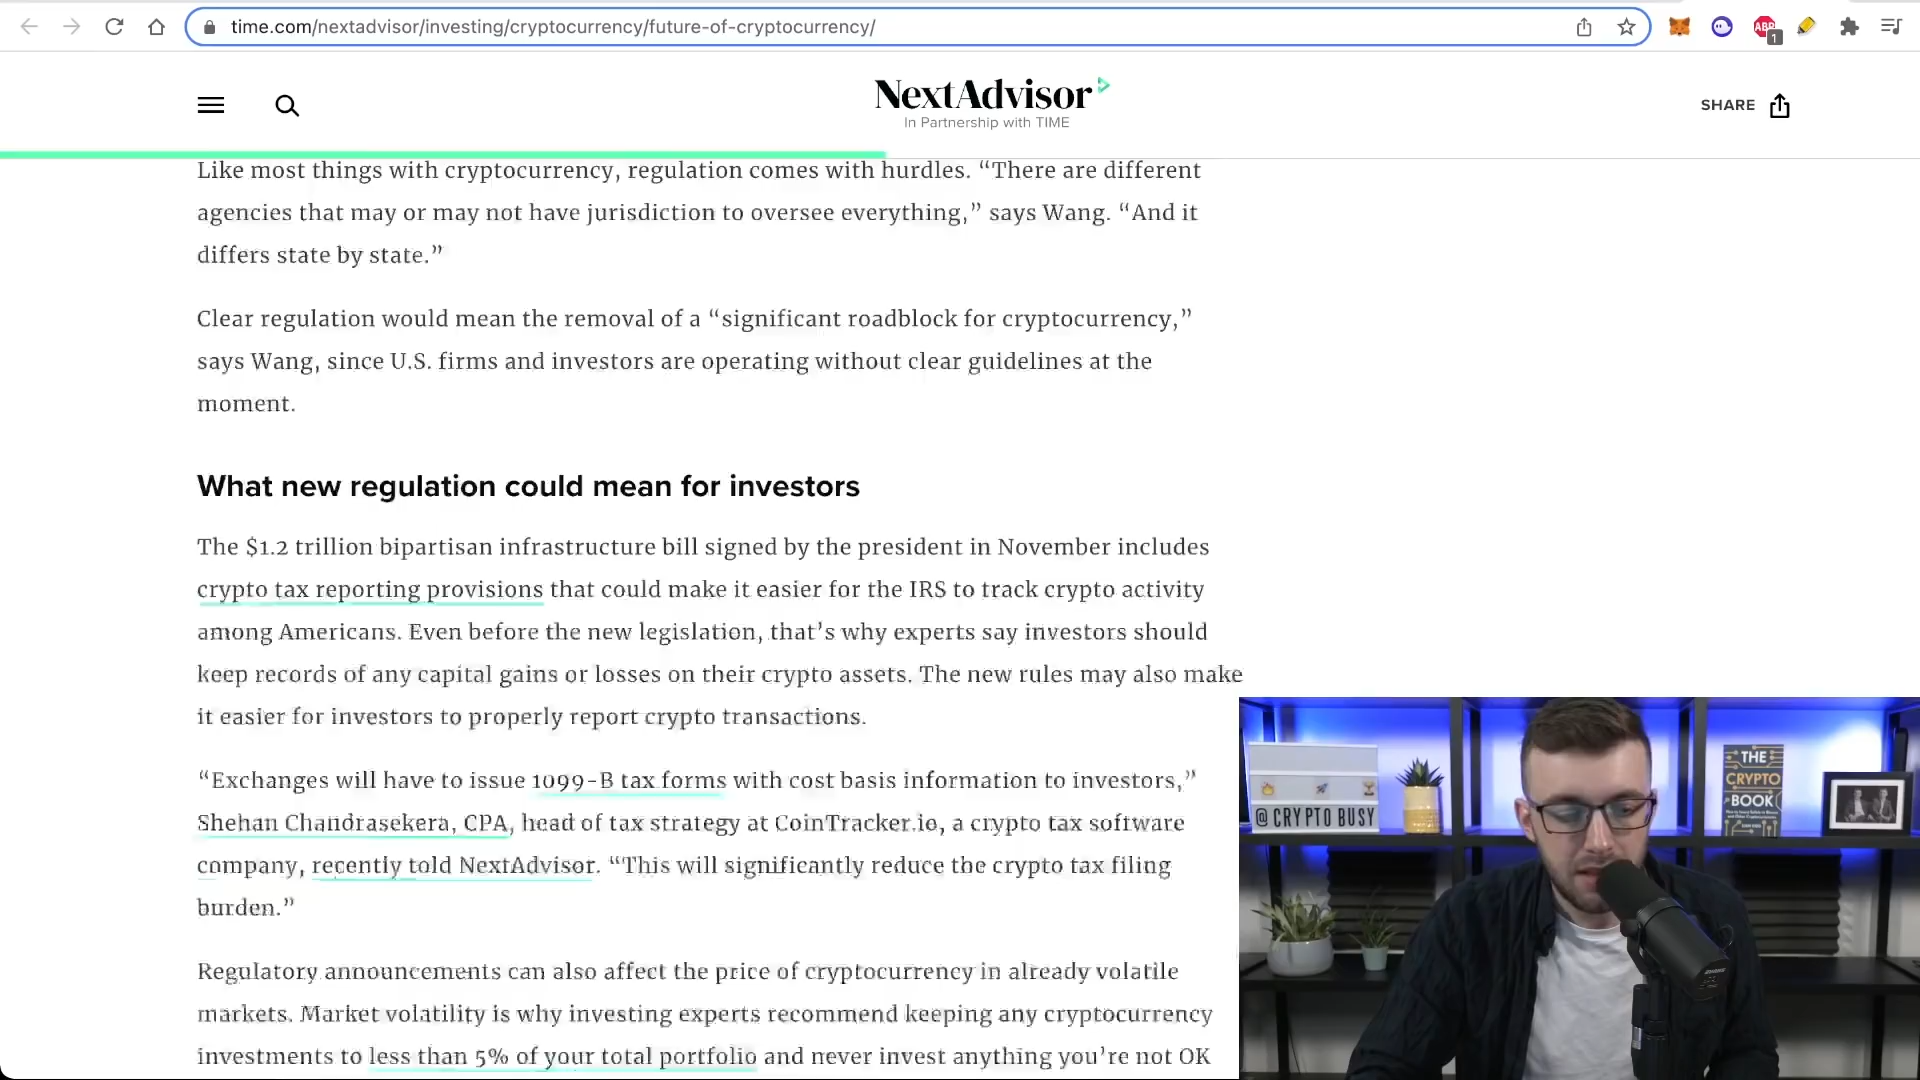 time.com/nextadvisor/investing/cryptocurrency/future-of-cryptocurrency/
ABP
1
NextAdvisor
In Partnership with TIME
SHARE
Like most things with cryptocurrency, regulation comes with hurdles. “There are different
agencies that may or may not have jurisdiction to oversee everything,” says Wang. “And it
differs state by state.”
Clear regulation would mean the removal of a “significant roadblock for cryptocurrency,”
says Wang, since U.S. firms and investors are operating without clear guidelines at the
moment.
What new regulation could mean for investors
The $1.2 trillion bipartisan infrastructure bill signed by the president in November includes
crypto tax reporting provisions that could make it easier for the IRS to track crypto activity
among Americans. Even before the new legislation, that’s why experts say investors should
keep records of any capital gains or losses on their crypto assets. The new rules may also make
it easier for investors to properly report crypto transactions.
“Exchanges will have to issue 1099-B tax forms with cost basis information to investors,”
Shehan Chandrasekera, CPA, head of tax strategy at CoinTracker.io, a crypto tax software
company, recently told NextAdvisor. “This will significantly reduce the crypto tax filing
burden.”
Regulatory announcements can also affect the price of cryptocurrency in already volatile
markets. Market volatility is why investing experts recommend keeping any cryptocurrency
investments to less than 5% of your total portfolio and never invest anything you’re not OK
@CRYPTO BUSY
THE
CRYPTO
BOOK